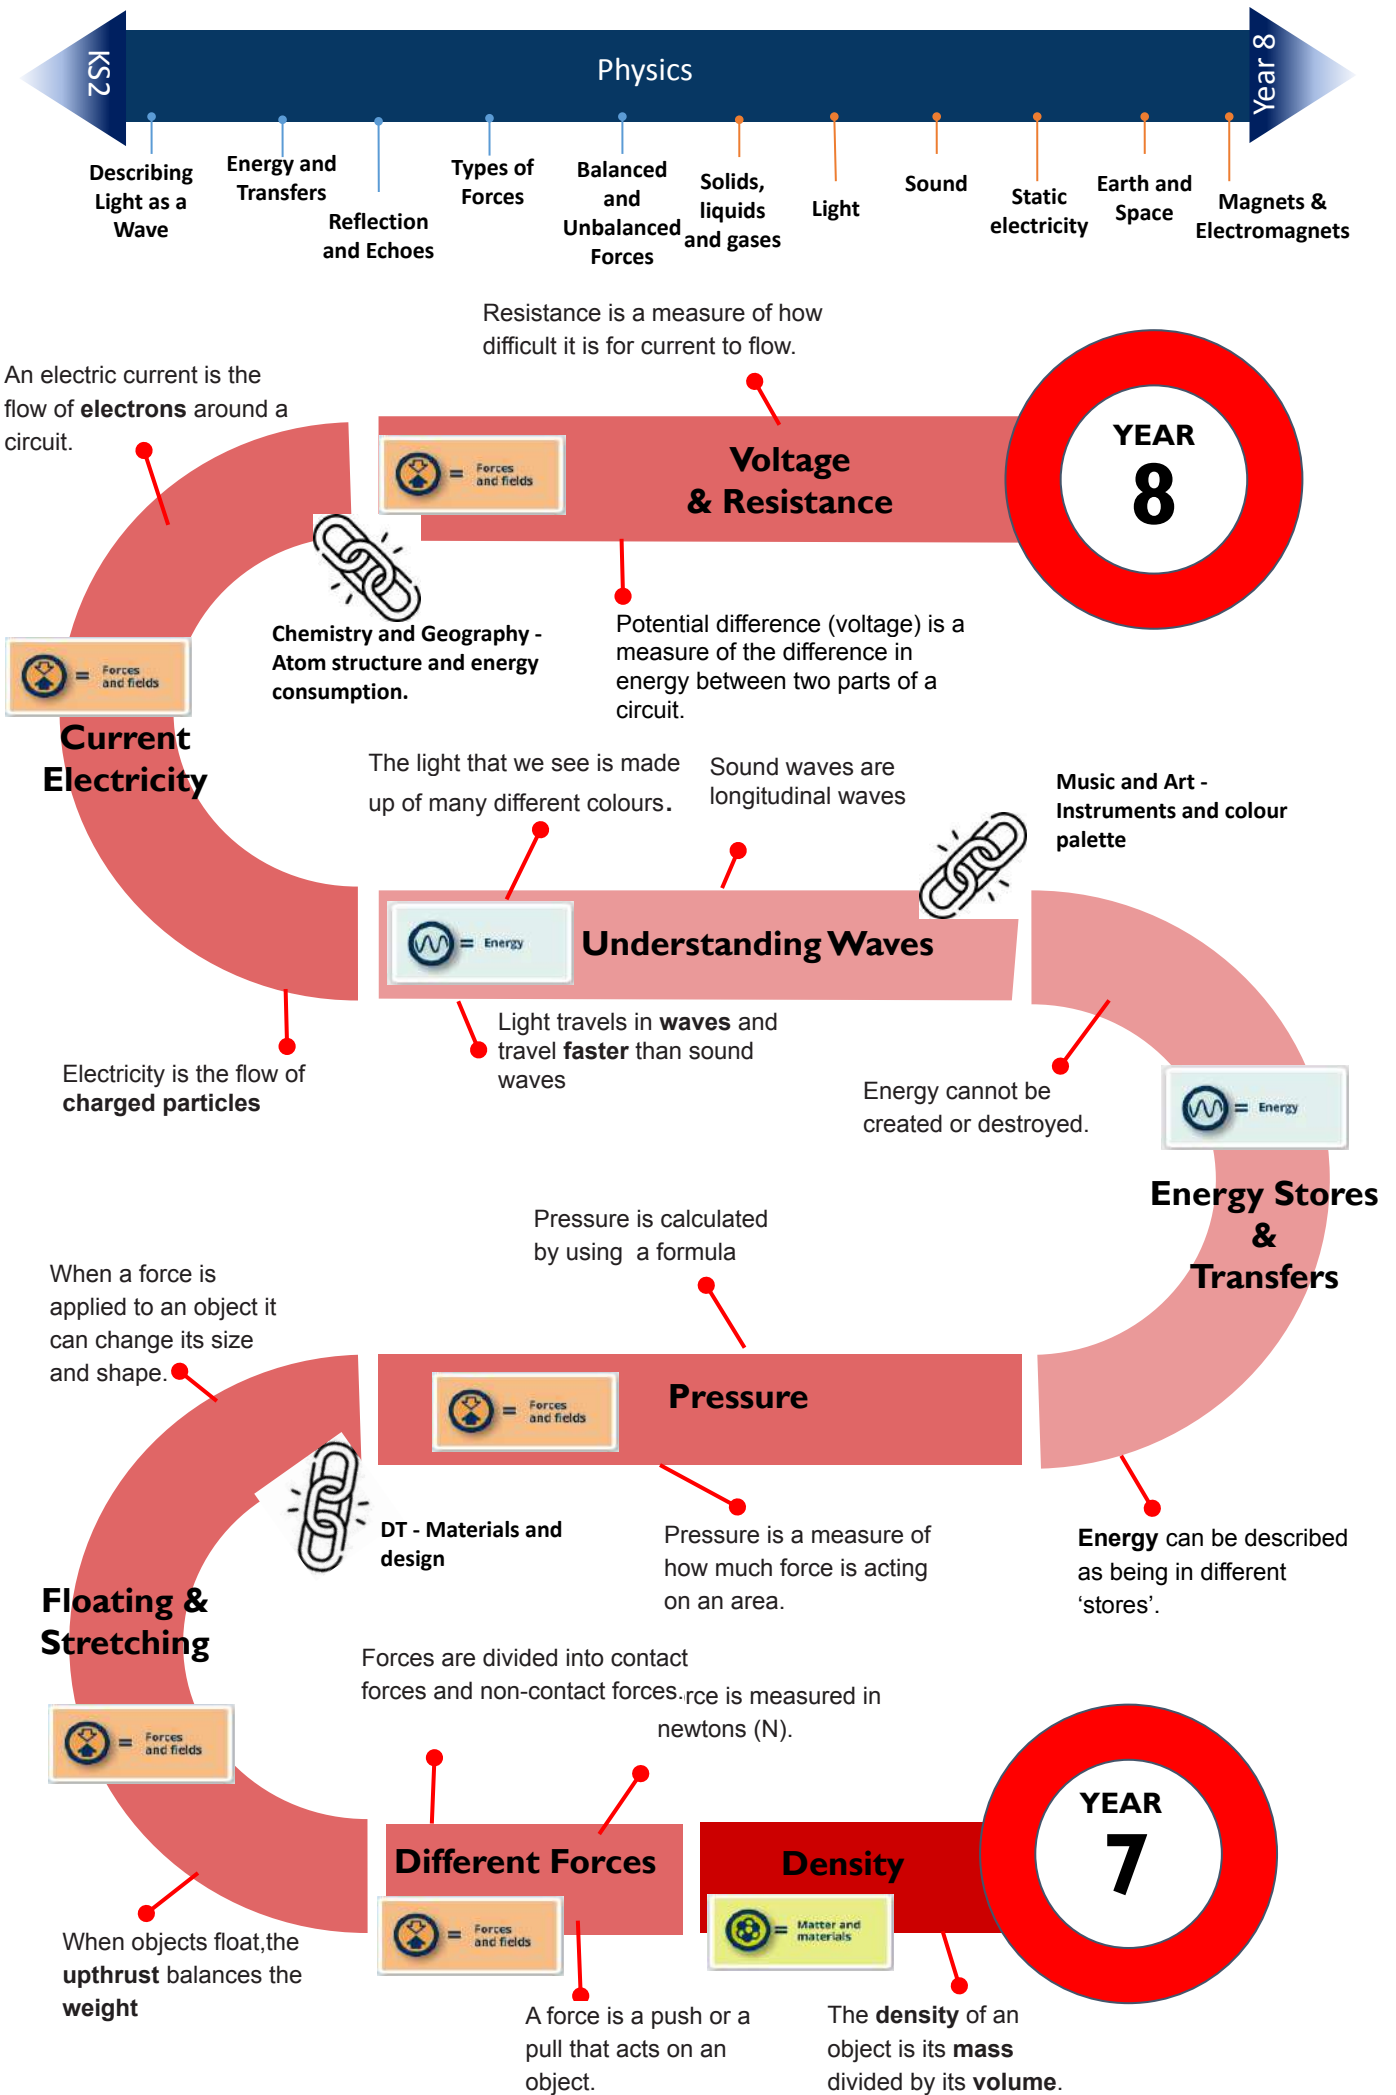 KS2
Physics
Year 8
Describing
Light as a
Wave
Energy and
Transfers
Reflection
and Echoes
Types of
Forces
Balanced
and
Unbalanced
Forces
Solids,
liquids
and gases
Light
Sound
Static
electricity
Earth and
Space
Magnets &
Electromagnets
Resistance is a measure of how
difficult it is for current to flow.
An electric current is the
flow of electrons around a
circuit.
= Forces
and fields
Voltage
& Resistance
YEAR
8
Chemistry and Geography -
Atom structure and energy
consumption.
Potential difference (voltage) is a
measure of the difference in
energy between two parts of a
circuit.
= Forces
and fields
Current
Electricity
The light that we see is made
up of many different colours.
Sound waves are
longitudinal waves
Music and Art -
Instruments and colour
palette
= Energy
Understanding Waves
Light travels in waves and
travel faster than sound
waves
Electricity is the flow of
charged particles
Energy cannot be
created or destroyed.
= Energy
Energy Stores
&
Transfers
Pressure is calculated
by using a formula
When a force is
applied to an object it
can change its size
and shape.
= Forces
and fields
Pressure
DT - Materials and
design
Pressure is a measure of
how much force is acting
on an area.
Energy can be described
as being in different
‘stores’.
Floating &
Stretching
= Forces
and fields
Forces are divided into contact
forces and non-contact forces.
rce is measured in
newtons (N).
Different Forces
= Forces
and fields
Density
= Matter and
materials
YEAR
7
When objects float,the
upthrust balances the
weight
A force is a push or a
pull that acts on an
object.
The density of an
object is its mass
divided by its volume.